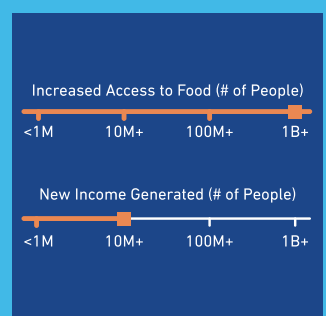 Increased Access to Food (# of People)
<1M 10M+ 100M+ 1B+
New Income Generated (# of People)
<1M 10M+ 100M+ 1B+